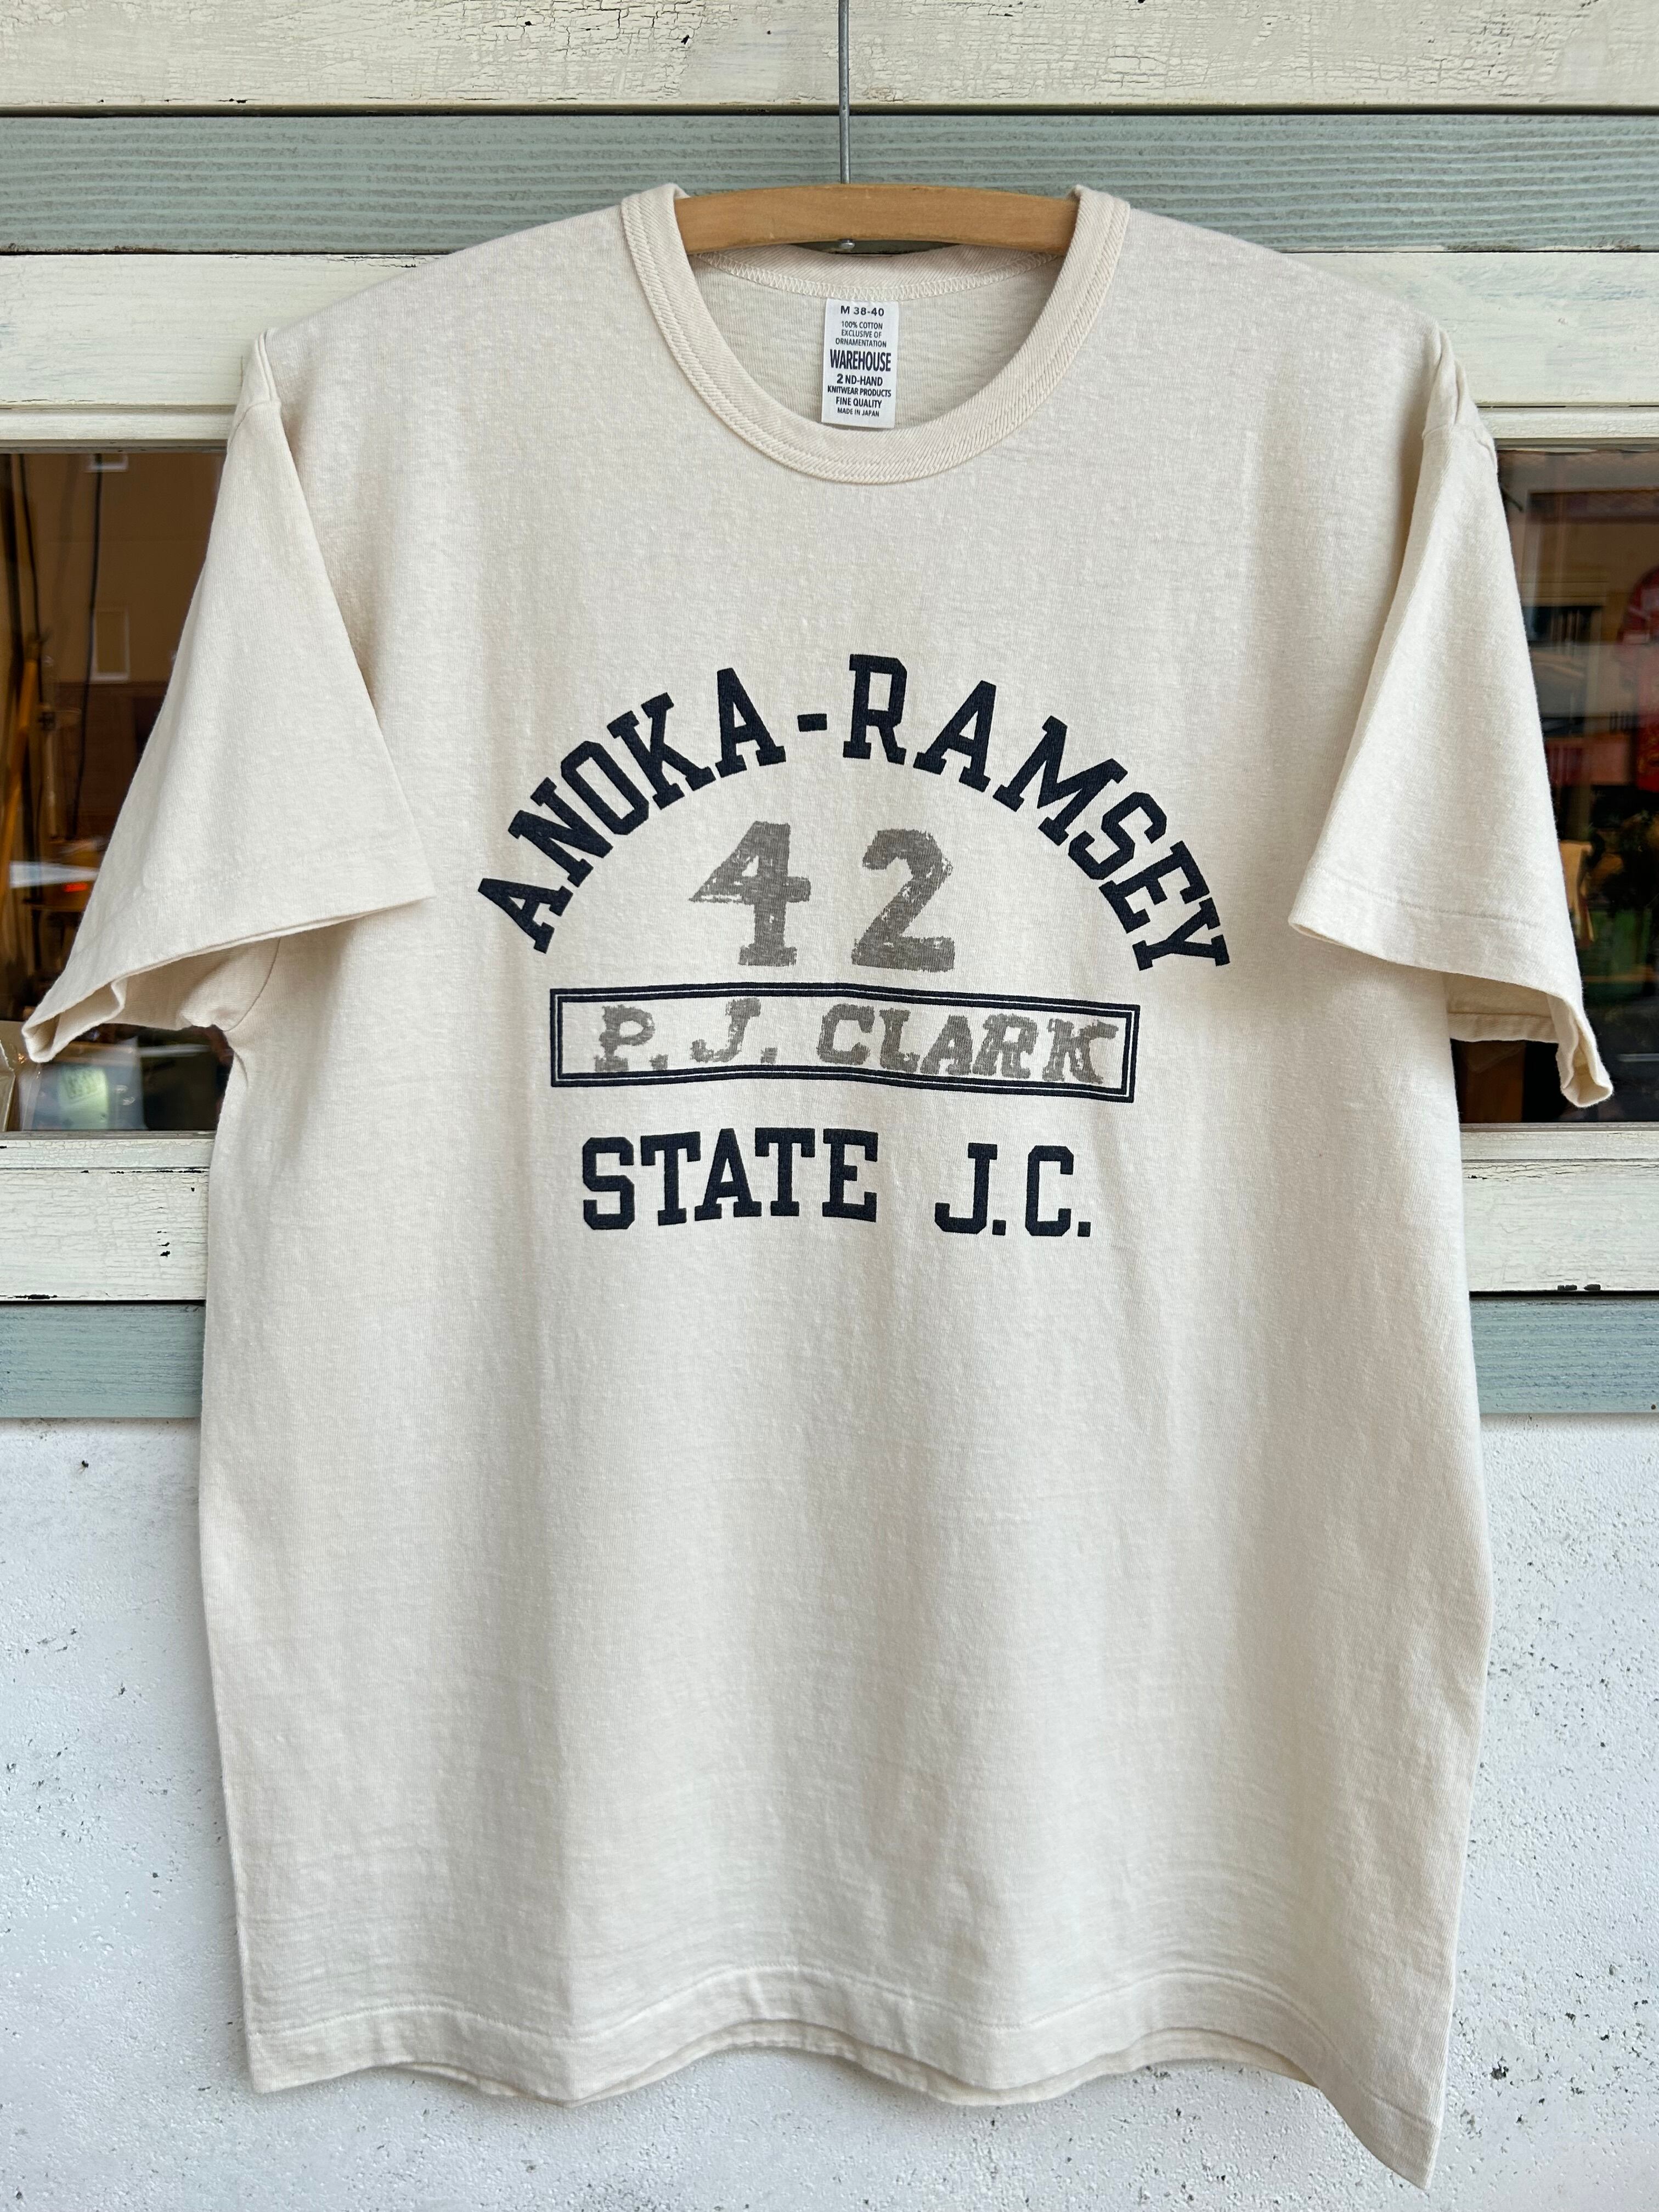 M 38-40
100% COTTON
EXCLUSIVE OF
ORNAMENTATION
WAREHOUSE
2ND-HAND
KNITWEAR PRODUCTS
FINE QUALITY
MADE IN JAPAN
ANOKA-RAMSEY
42
P.J. CLARK
STATE J.C.